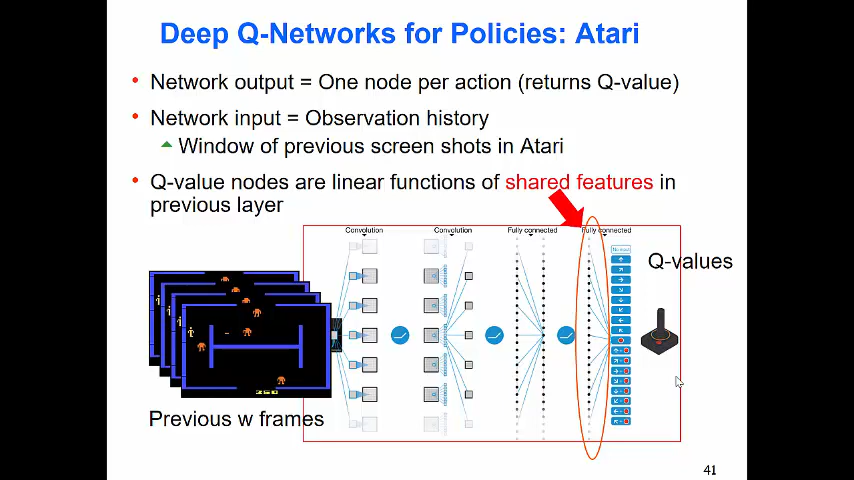 Deep Q-Networks for Policies: Atari
Network output = One node per action (returns Q-value)
Network input = Observation history
Window of previous screen shots in Atari
Q-value nodes are linear functions of shared features in
previous layer
Convolution
Convolution
Fully connected
Fully connected
No input
Q-values
Previous w frames
41